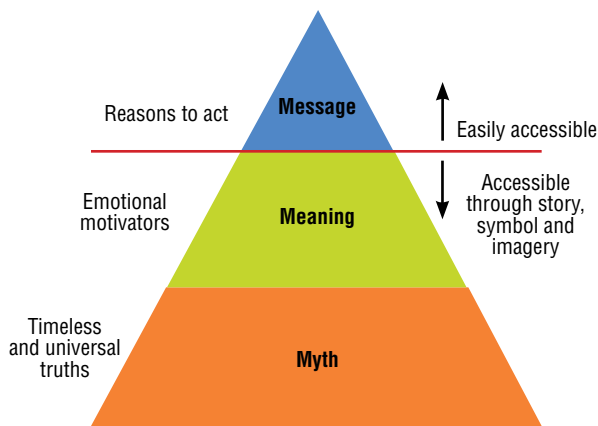 Message
Reasons to act
Easily accessible
Emotional
motivators
Meaning
Accessible
through story,
symbol and
imagery
Timeless
and universal
truths
Myth